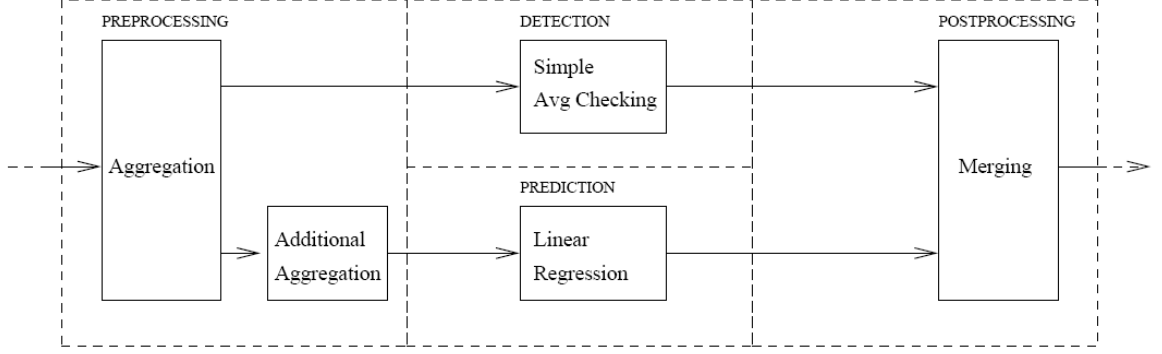 PREPROCESSING
DETECTION
POSTPROCESSING
Simple
Avg Checking
Aggregation
Merging
PREDICTION
Additional
Aggregation
Linear
Regression